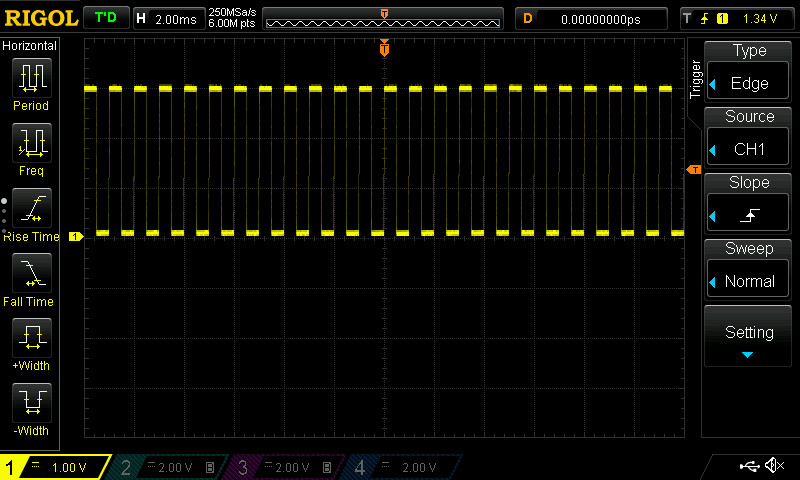 RIGOL T'D H 2.00ms 250MSa/s 6.00M pts T D 0.00000000ps T 1 1.34 V
Horizontal
Period
Freq
Rise Time
Fall Time
+Width
-Width
T
1
T
Trigger
Type
Edge
Source
CH1
Slope
Sweep
Normal
Setting
1 1.00 V 2 2.00 V B 3 2.00 V B 4 2.00 V